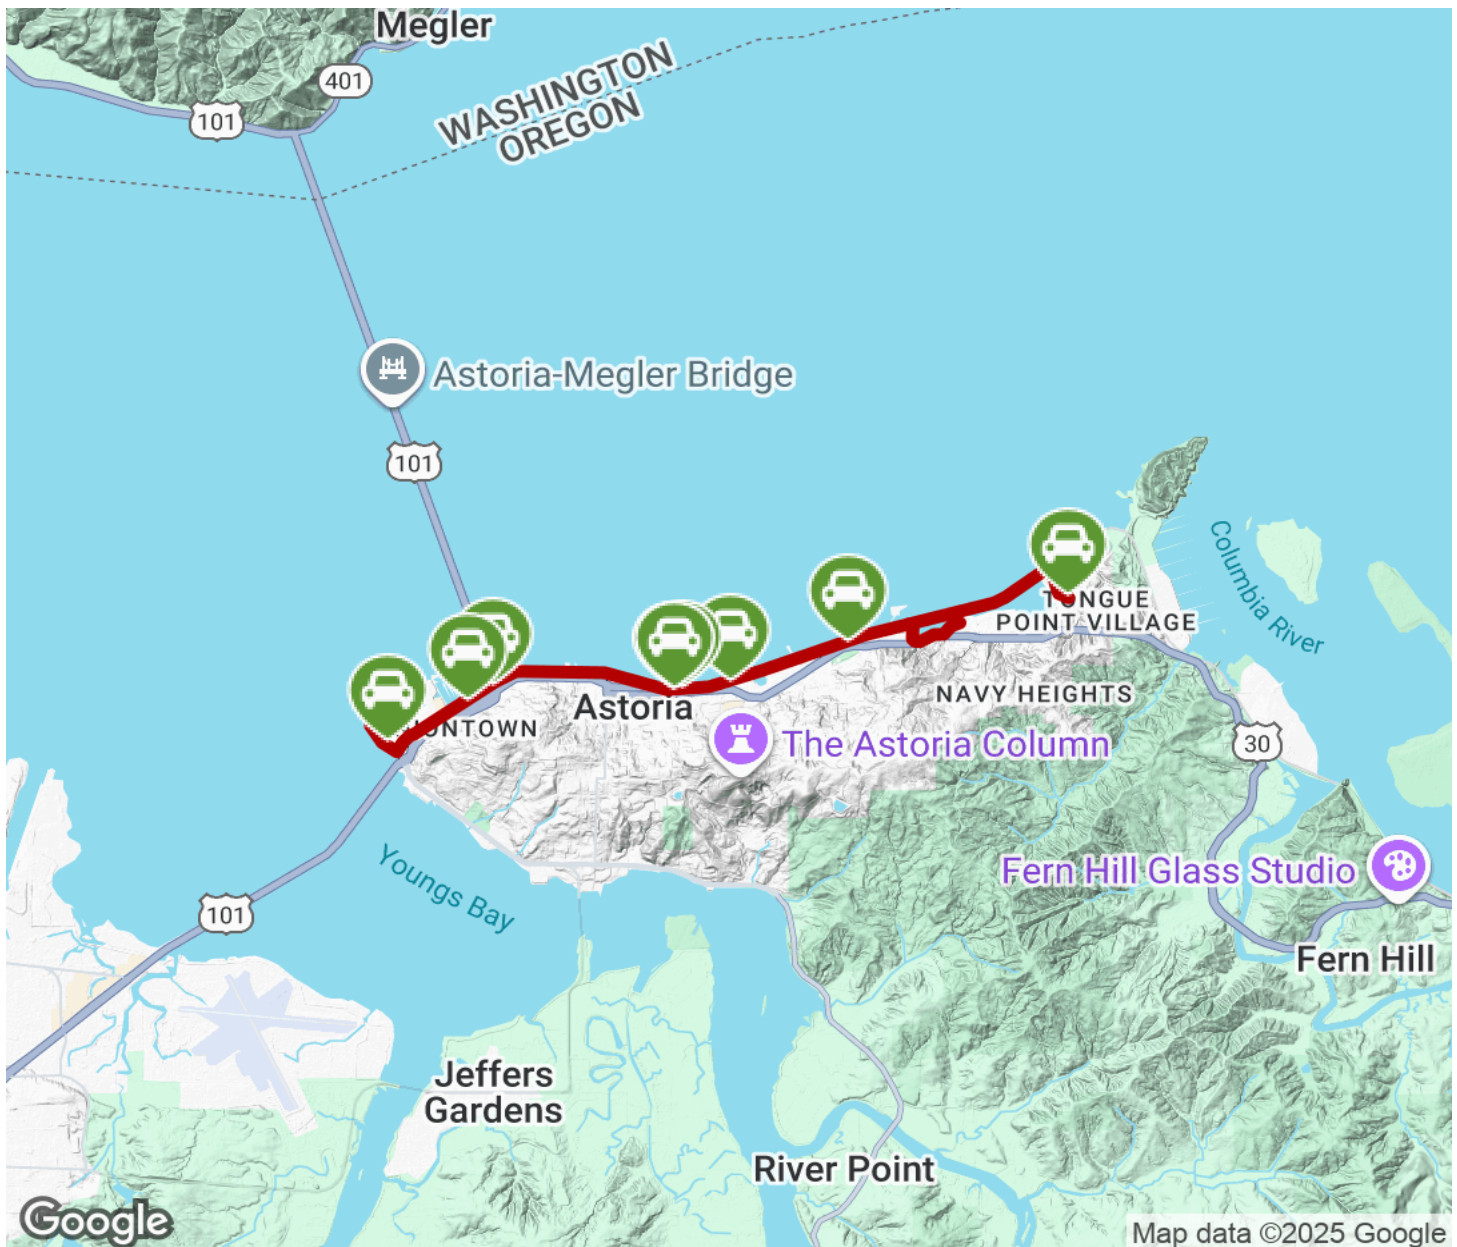 Megler
401
101
WASHINGTON
OREGON
Astoria-Megler Bridge
101
Columbia River
TONGUE
POINT VILLAGE
NAVY HEIGHTS
Astoria
The Astoria Column
30
Youngs Bay
Fern Hill Glass Studio
101
Fern Hill
Jeffers
Gardens
River Point
Google
Map data ©2025 Google